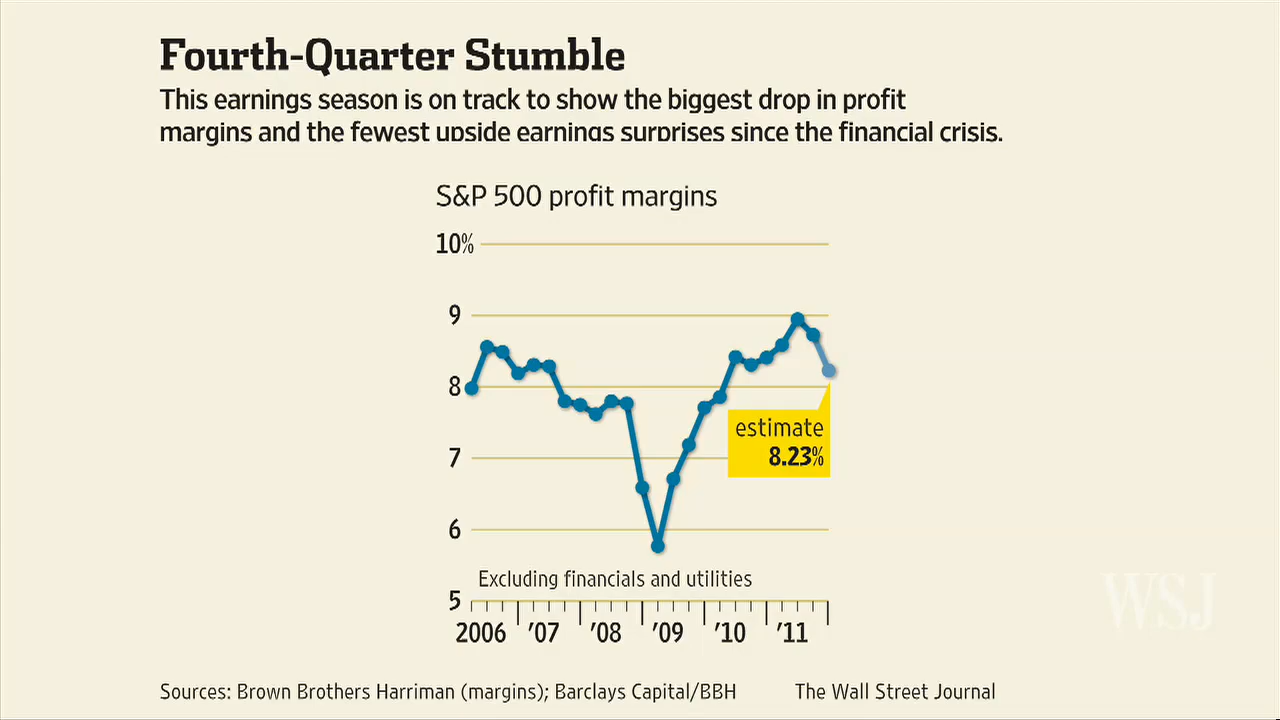 Fourth-Quarter Stumble
This earnings season is on track to show the biggest drop in profit
margins and the fewest upside earnings surprises since the financial crisis.
S&P 500 profit margins
10%
9
8
7
6
5
estimate
8.23%
Excluding financials and utilities
2006 '07 '08 '09 '10 '11
WSJ
Sources: Brown Brothers Harriman (margins); Barclays Capital/BBH The Wall Street Journal